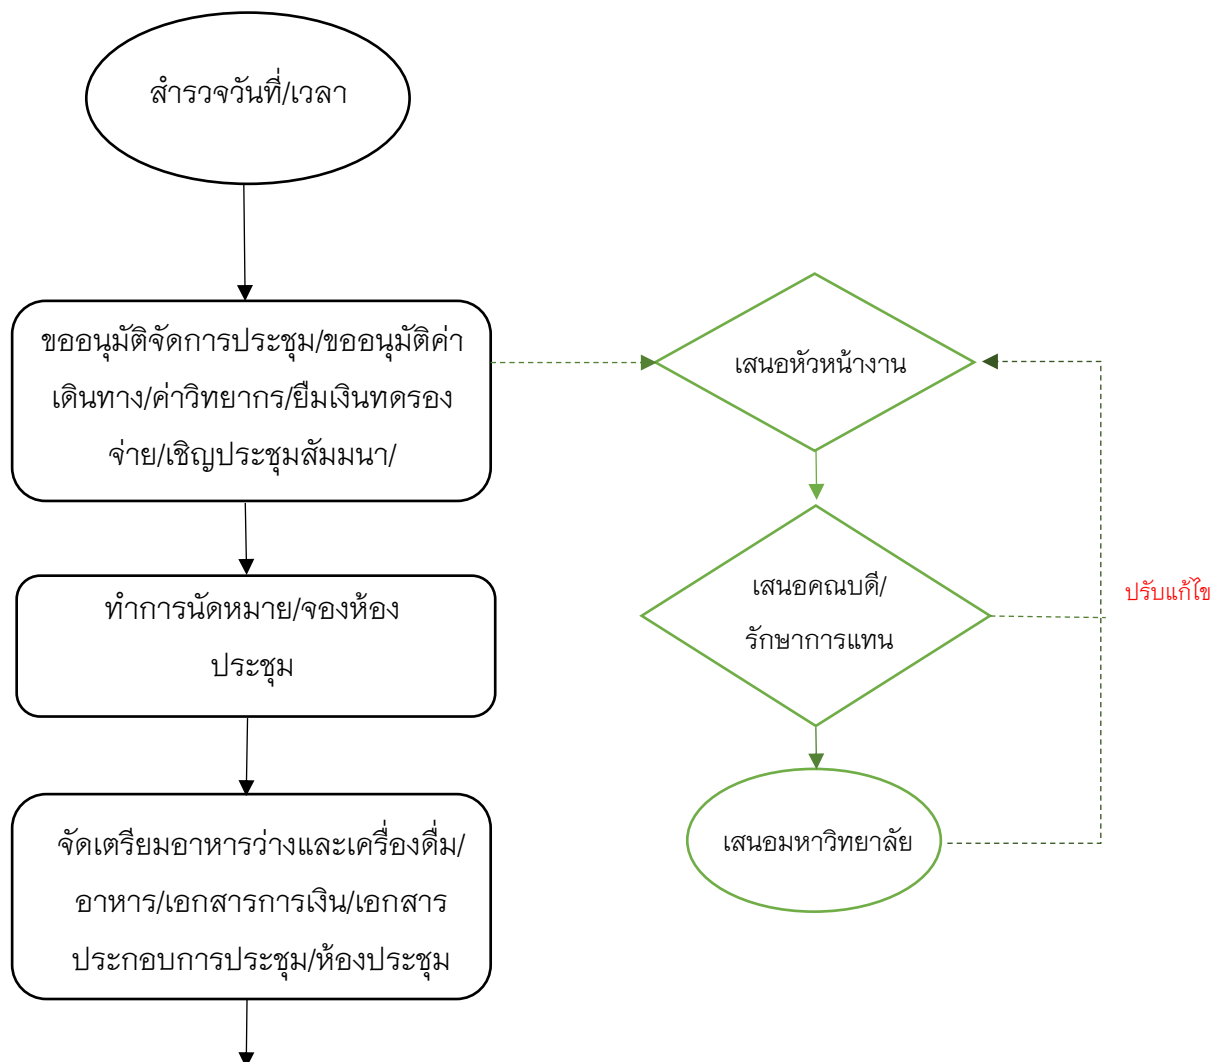 สำรวจวันที่/เวลา
ขออนุมัติจัดการประชุม/ขออนุมัติค่า
เดินทาง/ค่าวิทยากร/ยืมเงินทดรอง
จ่าย/เชิญประชุมสัมมนา/
ทำการนัดหมาย/จองห้อง
ประชุม
จัดเตรียมอาหารว่างและเครื่องดื่ม/
อาหาร/เอกสารการเงิน/เอกสาร
ประกอบการประชุม/ห้องประชุม
เสนอหัวหน้างาน
เสนอคณบดี/
รักษาการแทน
เสนอมหาวิทยาลัย
ปรับแก้ไข